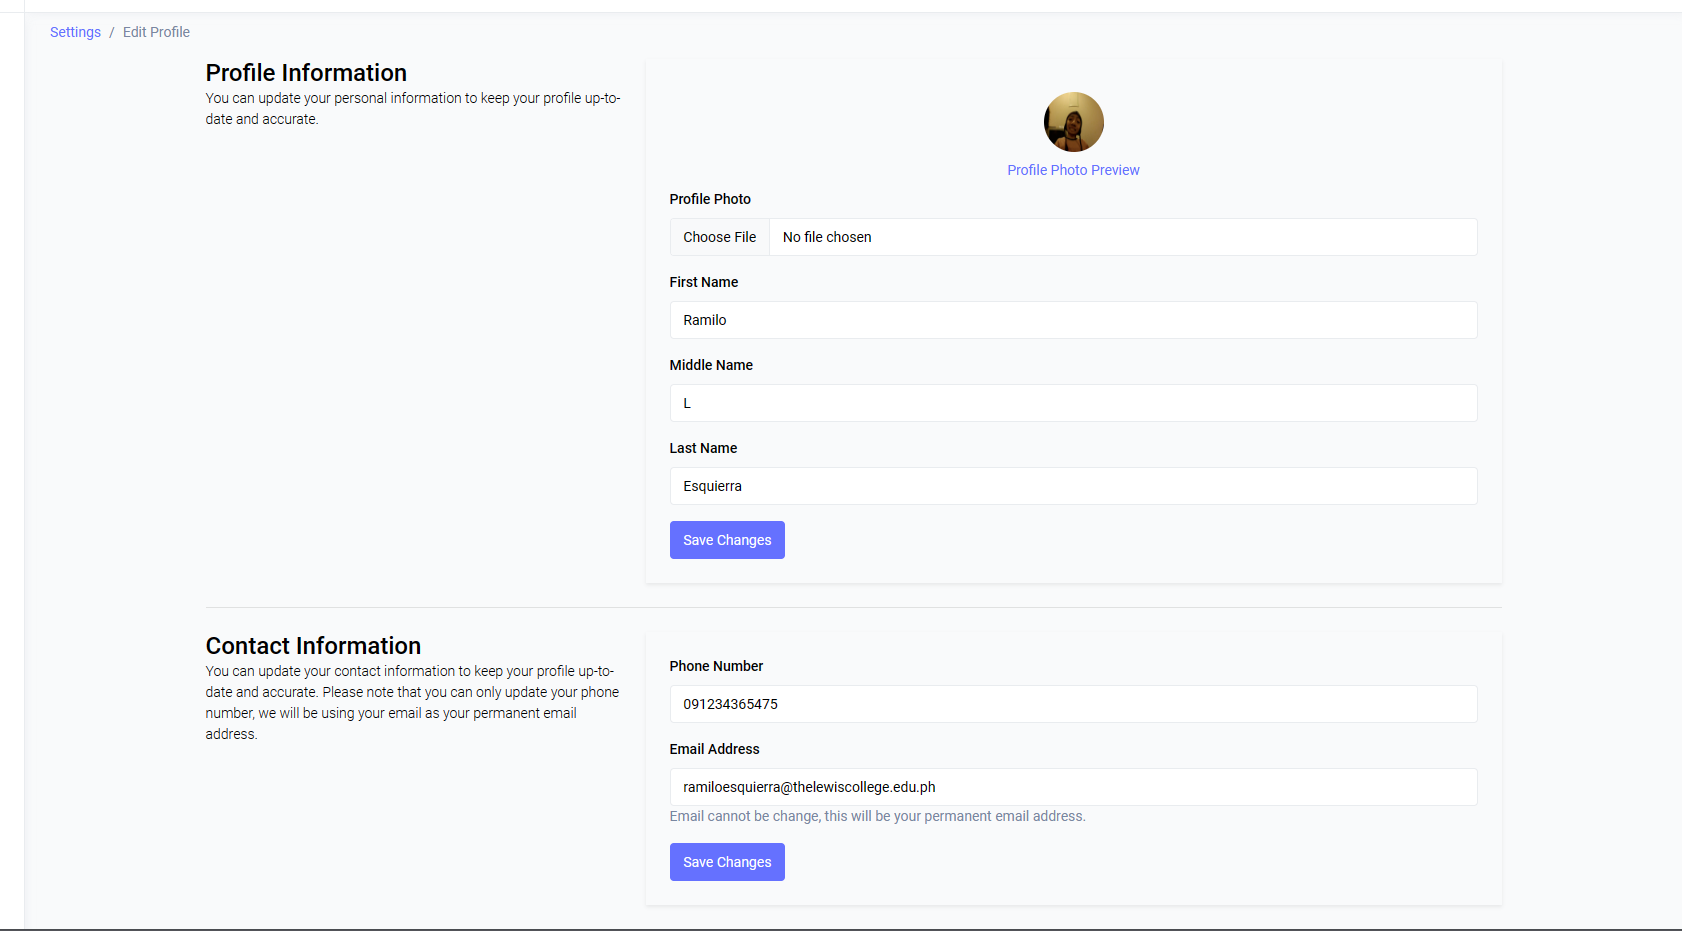 Settings / Edit Profile
Profile Information
You can update your personal information to keep your profile up-to-
date and accurate.
Profile Photo Preview
Profile Photo
Choose File No file chosen
First Name
Ramilo
Middle Name
L
Last Name
Esquierra
Save Changes
Contact Information
You can update your contact information to keep your profile up-to-
date and accurate. Please note that you can only update your phone
number, we will be using your email as your permanent email
address.
Phone Number
091234365475
Email Address
ramiloesquierra@thelewiscollege.edu.ph
Email cannot be change, this will be your permanent email address.
Save Changes